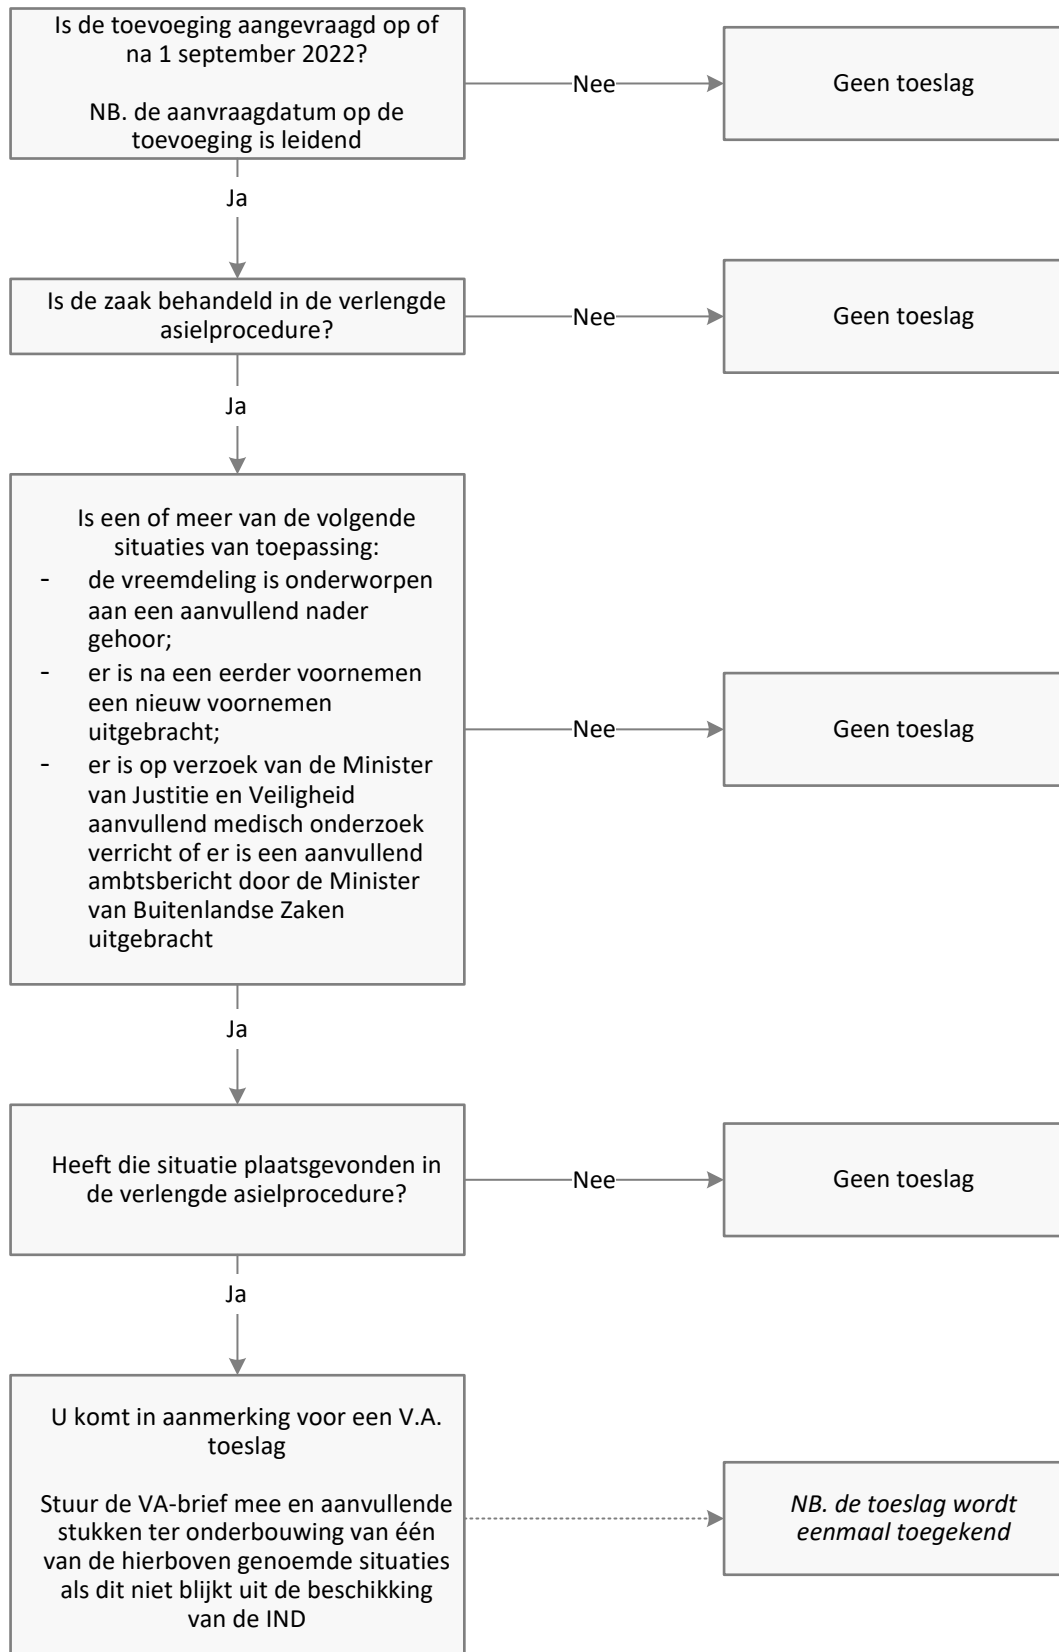 Is de toevoeging aangevraagd op of
na 1 september 2022?
NB. de aanvraagdatum op de
toevoeging is leidend
Nee
Geen toeslag
Ja
Is de zaak behandeld in de verlengde
asielprocedure?
Nee
Geen toeslag
Ja
Is een of meer van de volgende
situaties van toepassing:
- de vreemdeling is onderworpen
aan een aanvullend nader
gehoor;
- er is na een eerder voornemen
een nieuw voornemen
uitgebracht;
- er is op verzoek van de Minister
van Justitie en Veiligheid
aanvullend medisch onderzoek
verricht of er is een aanvullend
ambtsbericht door de Minister
van Buitenlandse Zaken
uitgebracht
Nee
Geen toeslag
Ja
Heeft die situatie plaatsgevonden in
de verlengde asielprocedure?
Nee
Geen toeslag
Ja
U komt in aanmerking voor een V.A.
toeslag
Stuur de VA-brief mee en aanvullende
stukken ter onderbouwing van één
van de hierboven genoemde situaties
als dit niet blijkt uit de beschikking
van de IND
NB. de toeslag wordt
eenmaal toegekend